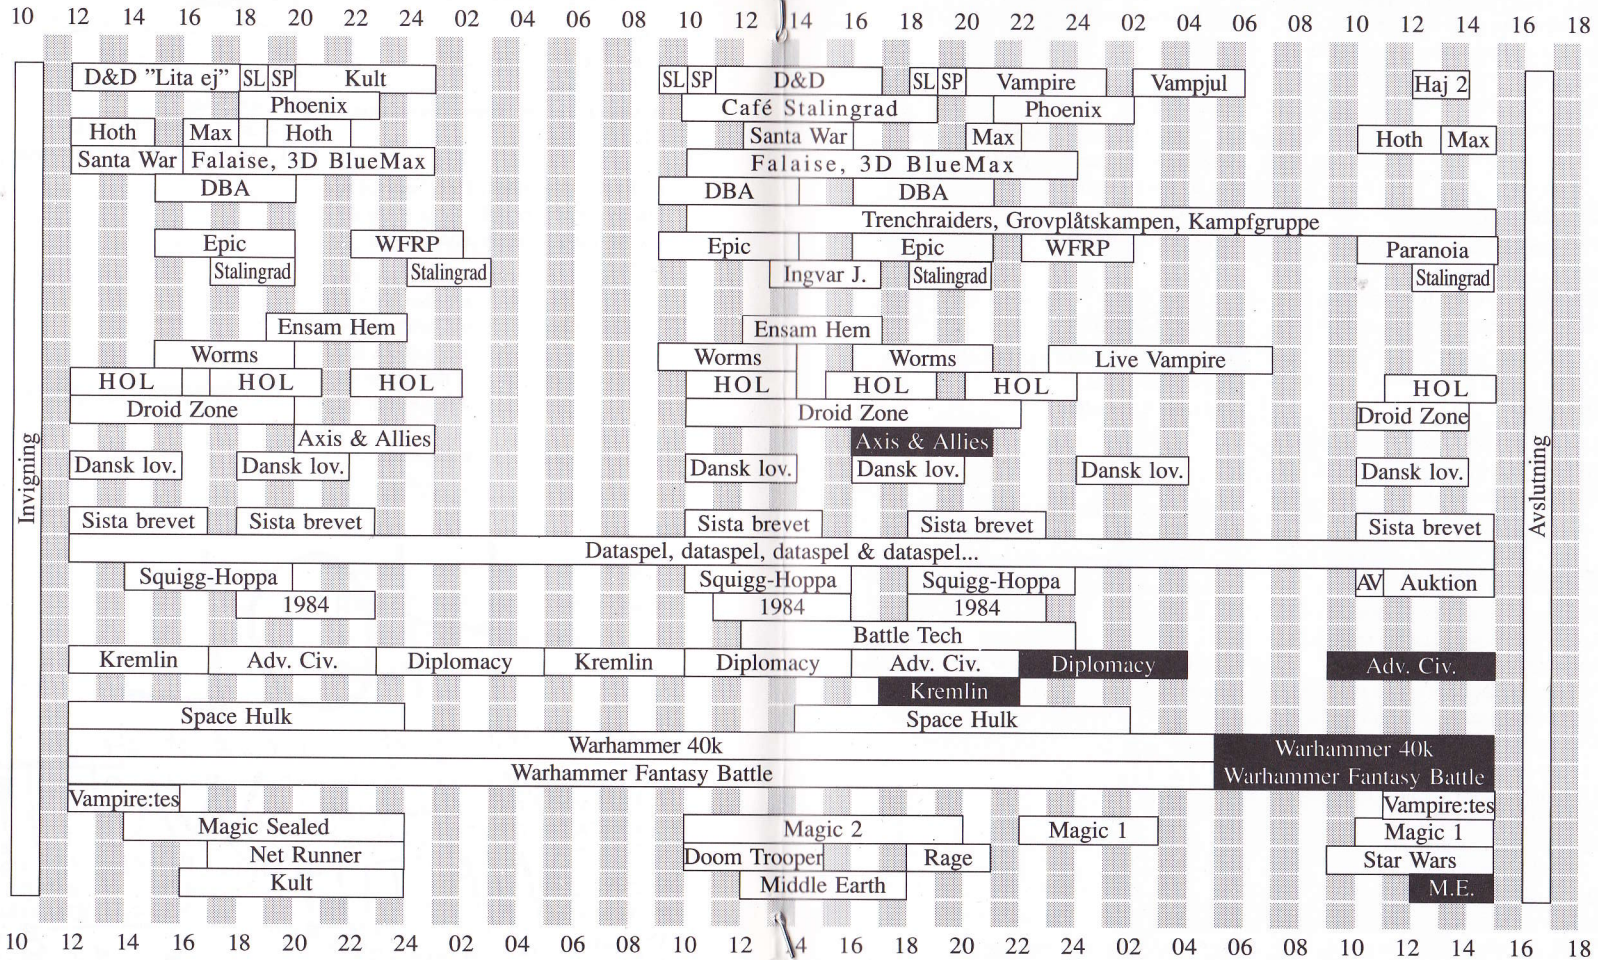 10 12 14 16 18 20 22 24 02 04 06 08 10 12 14 16 18 20 22 24 02 04 06 08 10 12 14 16 18
D&D "Lita ej" SL SP Kult SL SP D&D SL SP Vampire Vampjul Haj 2
Phoenix Café Stalingrad Phoenix
Hoth Max Hoth Santa War Max Hoth Max
Santa War Falaise, 3D BlueMax Falaise, 3D BlueMax
DBA DBA DBA
Trenchraiders, Grovplåtskampen, Kampfgruppe
Epic WFRP Epic Epic WFRP Paranoia
Stalingrad Stalingrad Ingvar J. Stalingrad Stalingrad
Ensam Hem Ensam Hem
Worms Worms Worms Live Vampire
HOL HOL HOL HOL HOL HOL HOL
Droid Zone Droid Zone Droid Zone
Axis & Allies Axis & Allies
Dansk lov. Dansk lov. Dansk lov. Dansk lov. Dansk lov. Dansk lov.
Invigning
Avslutning
Sista brevet Sista brevet Sista brevet Sista brevet Sista brevet
Dataspel, dataspel, dataspel & dataspel...
Squigg-Hoppa Squigg-Hoppa Squigg-Hoppa AV Auktion
1984 1984 1984
Battle Tech
Kremlin Adv. Civ. Diplomacy Kremlin Diplomacy Adv. Civ. Diplomacy Adv. Civ.
Kremlin
Space Hulk Space Hulk
Warhammer 40k Warhammer 40k
Warhammer Fantasy Battle Warhammer Fantasy Battle
Vampire:tes Vampire:tes
Magic Sealed Magic 2 Magic 1 Magic 1
Net Runner Doom Trooper Rage Star Wars
Kult Middle Earth M.E.
10 12 14 16 18 20 22 24 02 04 06 08 10 12 14 16 18 20 22 24 02 04 06 08 10 12 14 16 18